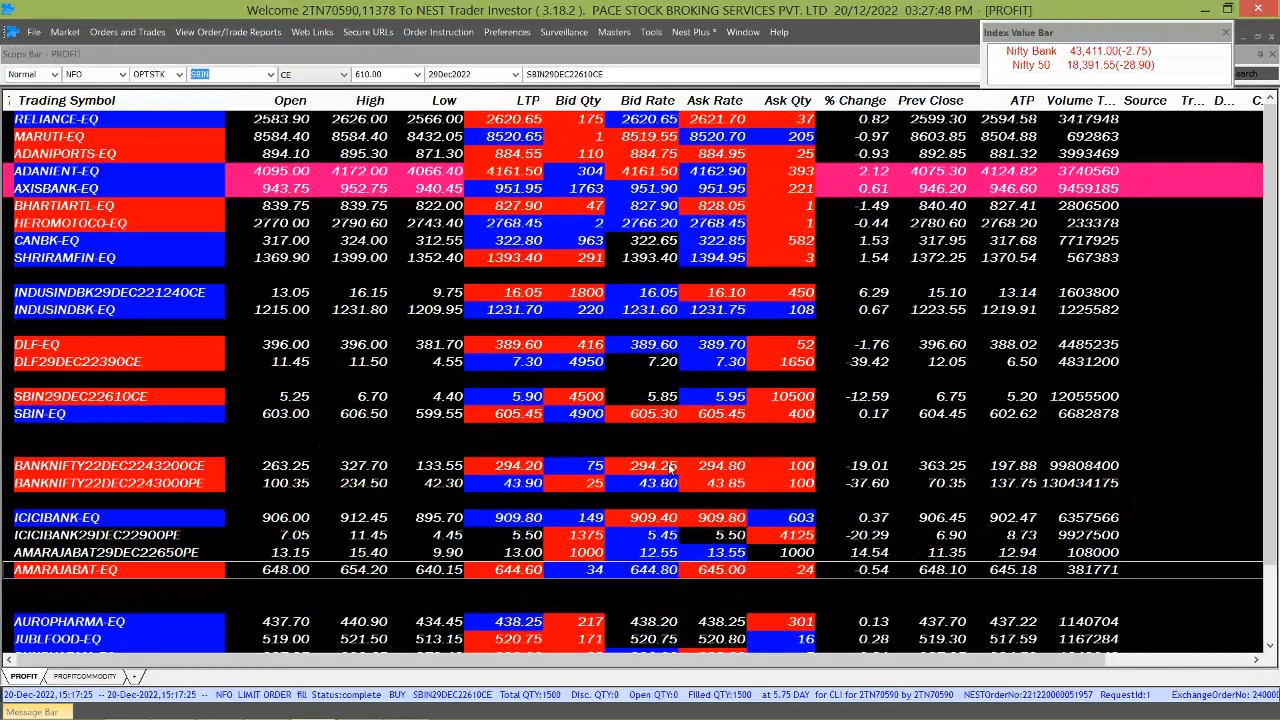 Welcome 2TN70590,11378 To NEST Trader Investor ( 3.18.2 ). PACE STOCK BROKING SERVICES PVT. LTD 20/12/2022 03:27:48 PM - [PROFIT]
File Market Orders and Trades View Order/Trade Reports Web Links Secure URLs Order Instruction Preferences Surveillance Masters Tools Nest Plus Window Help
Index Value Bar
Nifty Bank 43,411.00(-2.75)
Nifty 50 18,391.55(-28.90)
Scrips Bar - PROFIT
Normal NFO OPTSTK SBIN CE 610.00 29Dec2022 SBIN29DEC22610CE earch
Trading Symbol Open High Low LTP Bid Qty Bid Rate Ask Rate Ask Qty % Change Prev Close ATP Volume T... Source Tr... D... C.
RELIANCE-EQ 2583.90 2626.00 2566.00 2620.65 175 2620.65 2621.70 37 0.82 2599.30 2594.58 3417948
MARUTI-EQ 8584.40 8584.40 8432.05 8520.65 1 8519.55 8520.70 205 -0.97 8603.85 8504.88 692863
ADANIPORTS-EQ 894.10 895.30 871.30 884.55 110 884.75 884.95 25 -0.93 892.85 881.32 3993469
ADANIENT-EQ 4095.00 4172.00 4066.40 4161.50 304 4161.50 4162.90 393 2.12 4075.30 4124.82 3740560
AXISBANK-EQ 943.75 952.75 940.45 951.95 1763 951.90 951.95 221 0.61 946.20 946.60 9459185
BHARTIARTL-EQ 839.75 839.75 822.00 827.90 47 827.90 828.05 1 -1.49 840.40 827.41 2806500
HEROMOTOCO-EQ 2770.00 2790.60 2743.40 2768.45 2 2766.20 2768.45 1 -0.44 2780.60 2768.20 233378
CANBK-EQ 317.00 324.00 312.55 322.80 963 322.65 322.85 582 1.53 317.95 317.68 7717925
SHRIRAMFIN-EQ 1369.90 1399.00 1352.40 1393.40 291 1393.40 1394.95 3 1.54 1372.25 1370.54 567383
INDUSINDBK29DEC221240CE 13.05 16.15 9.75 16.05 1800 16.05 16.10 450 6.29 15.10 13.14 1603800
INDUSINDBK-EQ 1215.00 1231.80 1209.95 1231.70 220 1231.60 1231.75 108 0.67 1223.55 1219.91 1225582
DLF-EQ 396.00 396.00 381.70 389.60 416 389.60 389.70 52 -1.76 396.60 388.02 4485235
DLF29DEC22390CE 11.45 11.50 4.55 7.30 4950 7.20 7.30 1650 -39.42 12.05 6.50 4831200
SBIN29DEC22610CE 5.25 6.70 4.40 5.90 4500 5.85 5.95 10500 -12.59 6.75 5.20 12055500
SBIN-EQ 603.00 606.50 599.55 605.45 4900 605.30 605.45 400 0.17 604.45 602.62 6682878
BANKNIFTY22DEC2243200CE 263.25 327.70 133.55 294.20 75 294.25 294.80 100 -19.01 363.25 197.88 99808400
BANKNIFTY22DEC2243000PE 100.35 234.50 42.30 43.90 25 43.80 43.85 100 -37.60 70.35 137.75 130434175
ICICIBANK-EQ 906.00 912.45 895.70 909.80 149 909.40 909.80 603 0.37 906.45 902.47 6357566
ICICIBANK29DEC22900PE 7.05 11.45 4.45 5.50 1375 5.45 5.50 4125 -20.29 6.90 8.73 9927500
AMARAJABAT29DEC22650PE 13.15 15.40 9.90 13.00 1000 12.55 13.55 1000 14.54 11.35 12.94 108000
AMARAJABAT-EQ 648.00 654.20 640.15 644.60 34 644.80 645.00 24 -0.54 648.10 645.18 381771
AUROPHARMA-EQ 437.70 440.90 434.45 438.25 217 438.20 438.25 301 0.13 437.70 437.22 1140704
JUBLFOOD-EQ 519.00 521.50 513.15 520.75 171 520.75 520.80 16 0.28 519.30 517.59 1167284
PROFIT PROFITCOMMODITY +
20-Dec-2022,15:17:25 -- 20-Dec-2022,15:17:25 -- NFO LIMIT ORDER fill Status:complete BUY SBIN29DEC22610CE Total QTY:1500 Disc. QTY:0 Open QTY:0 Filled QTY:1500 at 5.75 DAY for CLI for 2TN70590 by 2TN70590 NESTOrderNo:221220000051957 RequestId:1 ExchangeOrderNo:240000
Message Bar